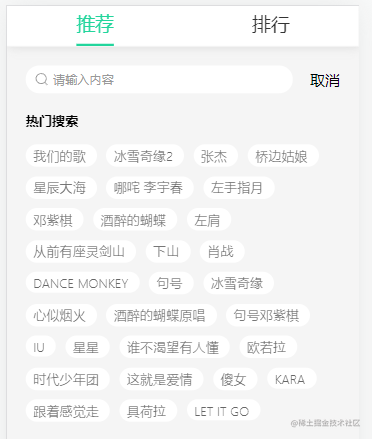 推荐 排行
请输入内容 取消
热门搜索
我们的歌 冰雪奇缘2 张杰 桥边姑娘
星辰大海 哪咤 李宇春 左手指月
邓紫棋 酒醉的蝴蝶 左肩
从前有座灵剑山 下山 肖战
DANCE MONKEY 句号 冰雪奇缘
心似烟火 酒醉的蝴蝶原唱 句号邓紫棋
IU 星星 谁不渴望有人懂 欧若拉
时代少年团 这就是爱情 傻女 KARA
跟着感觉走 具荷拉 LET IT GO
@稀土掘金技术社区